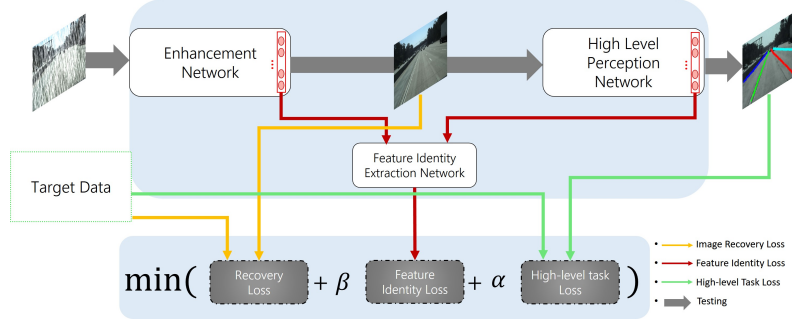 Enhancement
Network
High Level
Perception
Network
Feature Identity
Extraction Network
Target Data
min( Recovery
Loss + β Feature
Identity Loss + α High-level task
Loss )
• Image Recovery Loss
• Feature Identity Loss
• High-level Task Loss
• Testing